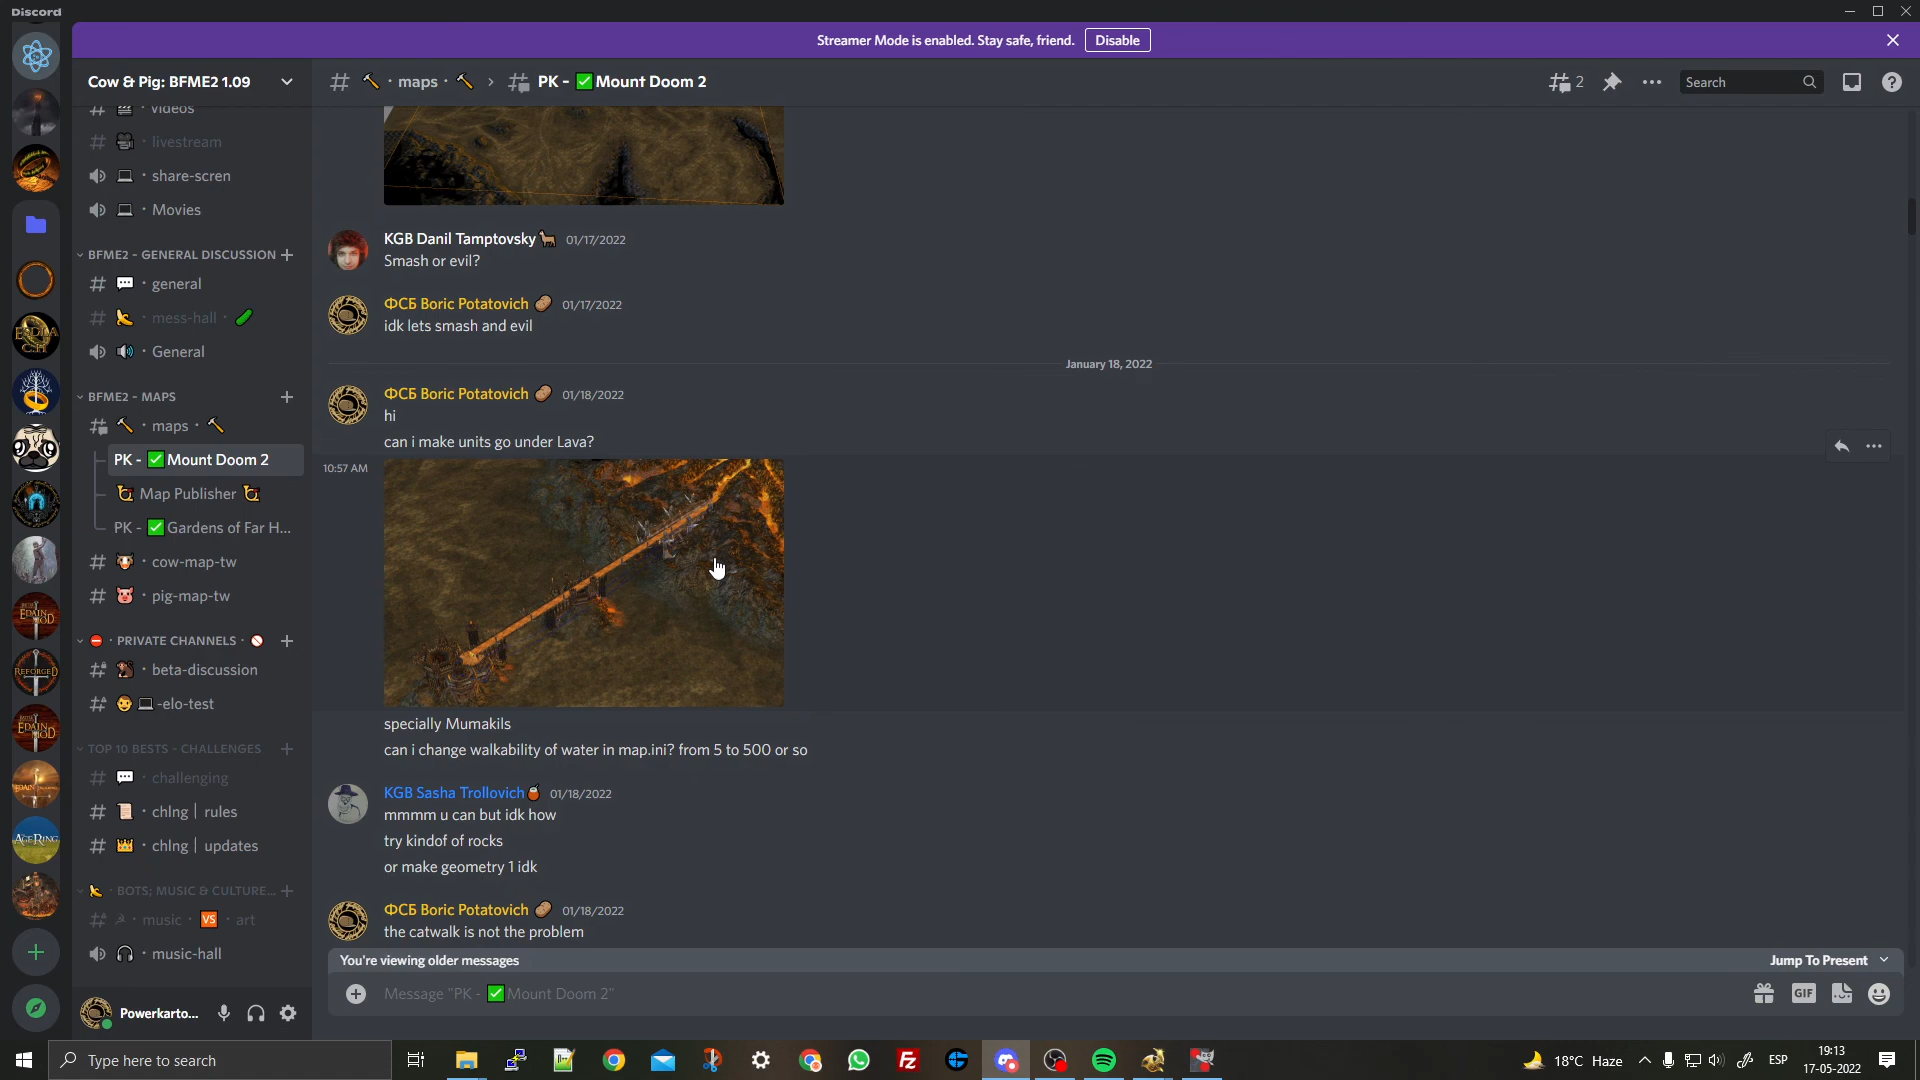 Discord
Streamer Mode is enabled. Stay safe, friend. Disable
Cow & Pig: BFME2 1.09
# 🔨 · maps · 🔨 › PK - ✅ Mount Doom 2
2
Search
videos
livestream
share-scren
Movies
BFME2 - GENERAL DISCUSSION +
general
mess-hall ·
General
BFME2 - MAPS +
maps ·
PK - ✅ Mount Doom 2
Map Publisher
PK - ✅ Gardens of Far H...
cow-map-tw
pig-map-tw
PRIVATE CHANNELS · +
beta-discussion
-elo-test
TOP 10 BESTS - CHALLENGES +
challenging
chlng | rules
chlng | updates
BOTS; MUSIC & CULTURE... +
music · VS · art
music-hall
Powerkarto...
KGB Danil Tamptovsky 01/17/2022
Smash or evil?
ФСБ Boric Potatovich 01/17/2022
idk lets smash and evil
January 18, 2022
ФСБ Boric Potatovich 01/18/2022
hi
can i make units go under Lava?
10:57 AM
specially Mumakils
can i change walkability of water in map.ini? from 5 to 500 or so
KGB Sasha Trollovich 01/18/2022
mmmm u can but idk how
try kindof of rocks
or make geometry 1 idk
ФСБ Boric Potatovich 01/18/2022
the catwalk is not the problem
You're viewing older messages
Jump To Present
Message "PK - ✅ Mount Doom 2"
GIF
EDAIN MOD
REFORGED
EDAIN MOD
AGE RING
Type here to search
18°C Haze
ESP
19:13
17-05-2022